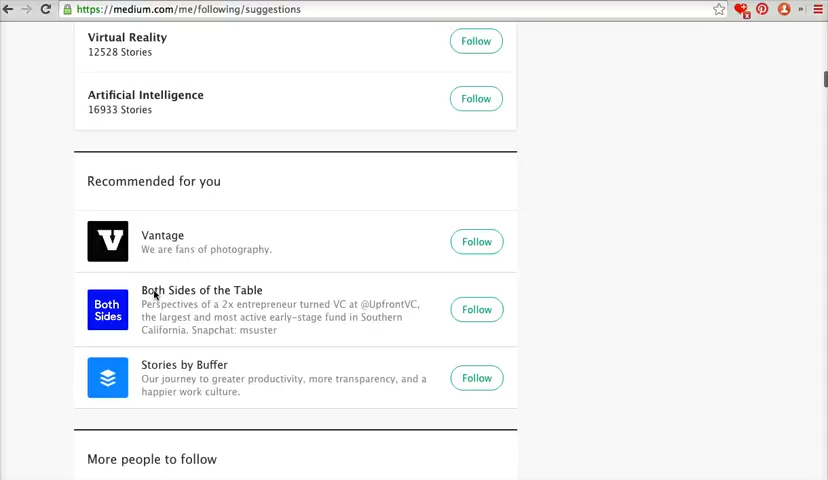 https://medium.com/me/following/suggestions
Virtual Reality
12528 Stories
Follow
Artificial Intelligence
16933 Stories
Follow
Recommended for you
V
Vantage
We are fans of photography.
Follow
Both
Sides
Both Sides of the Table
Perspectives of a 2x entrepreneur turned VC at @UpfrontVC,
the largest and most active early-stage fund in Southern
California. Snapchat: msuster
Follow
Stories by Buffer
Our journey to greater productivity, more transparency, and a
happier work culture.
Follow
More people to follow